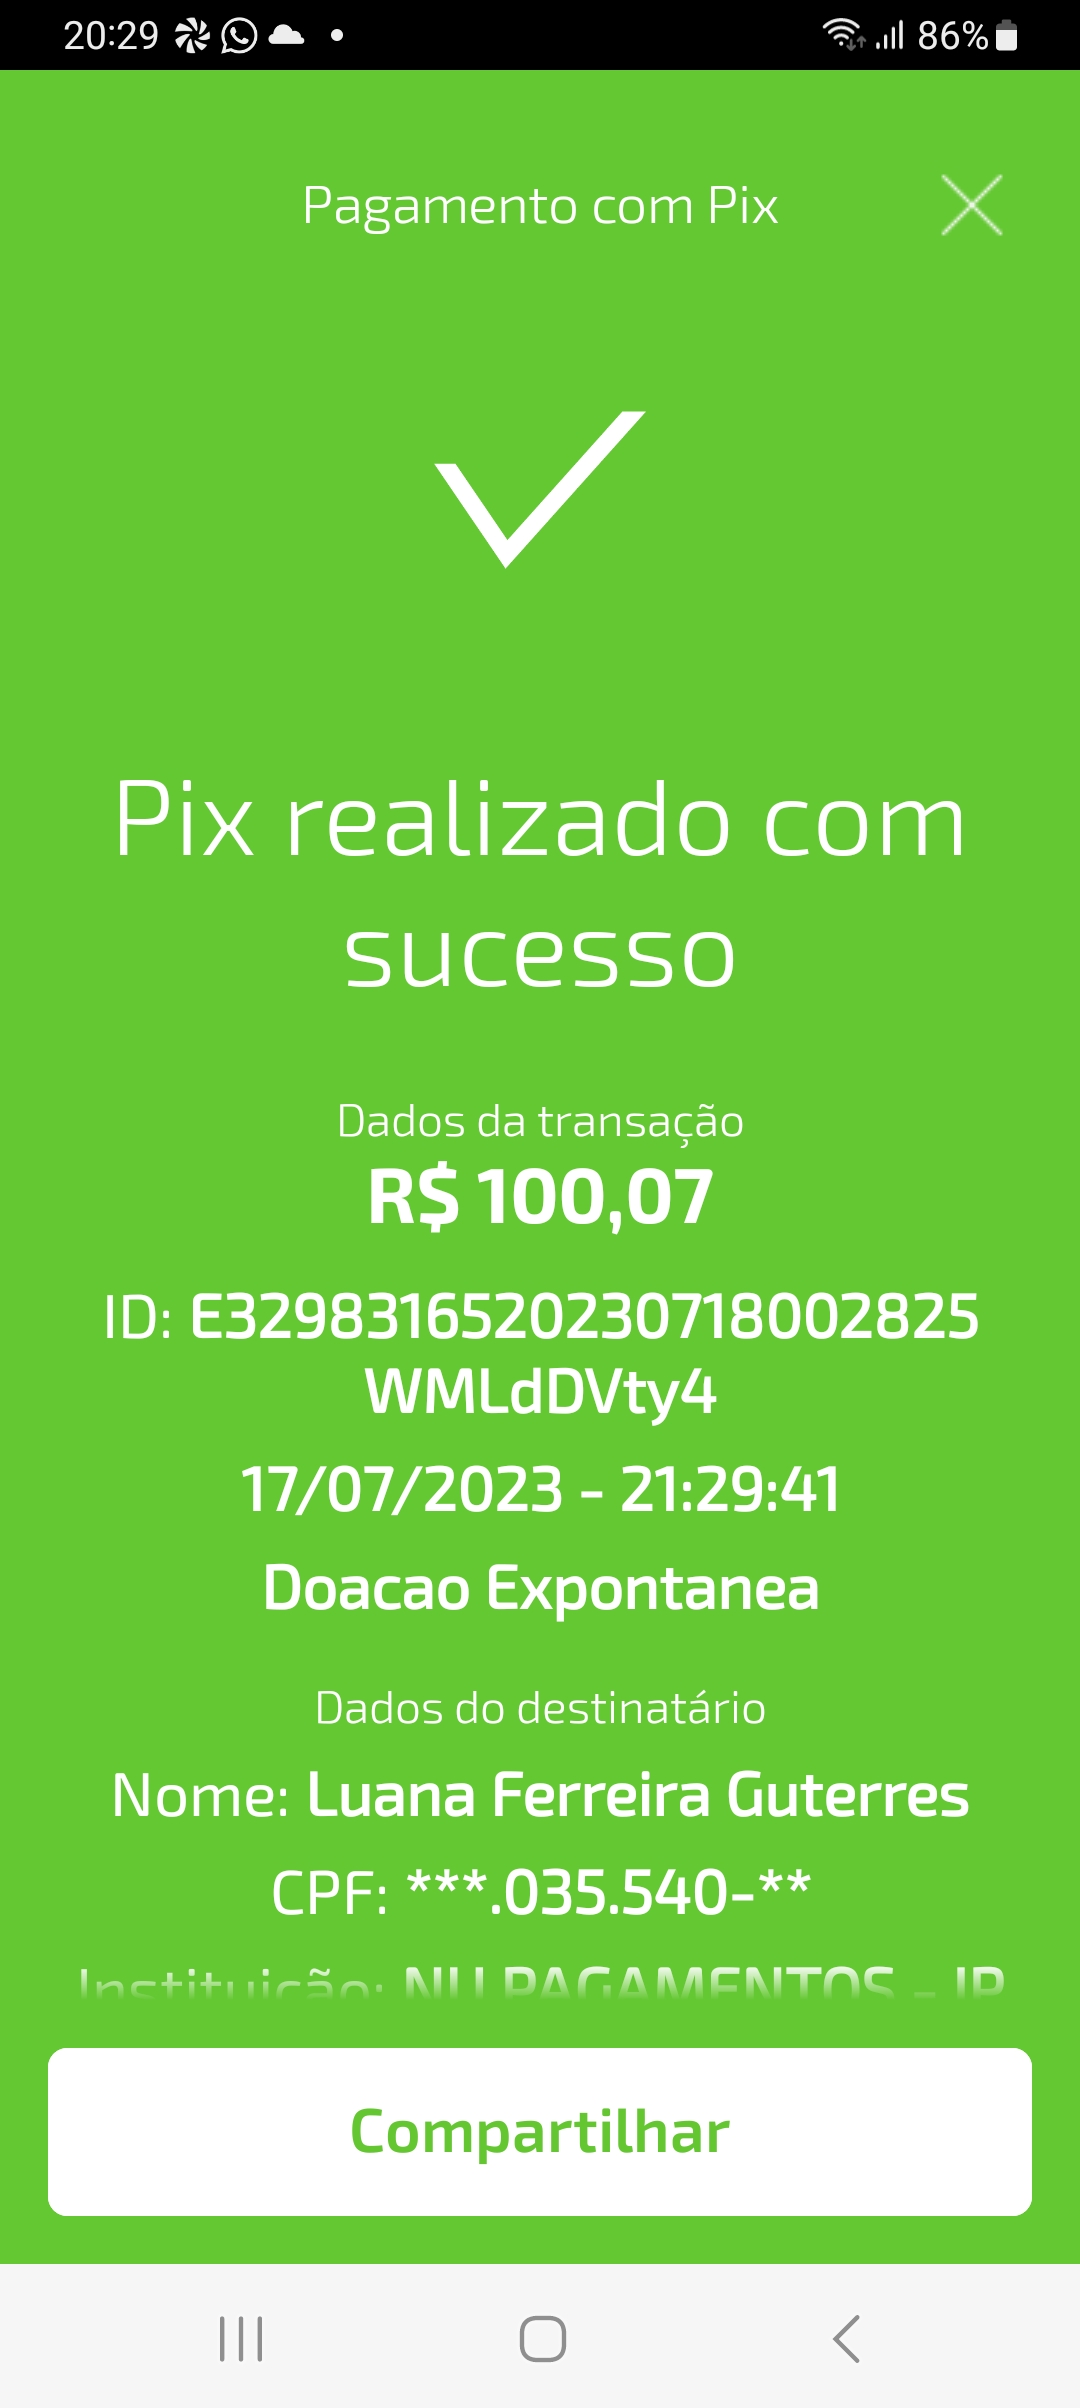 20:29
86%
Pagamento com Pix
Pix realizado com
sucesso
Dados da transação
R$ 100,07
ID: E3298316520230718002825
WMLdDVty4
17/07/2023 - 21:29:41
Doacao Expontanea
Dados do destinatário
Nome: Luana Ferreira Guterres
CPF: ***.035.540-**
Instituição: NU PAGAMENTOS - IP
Compartilhar